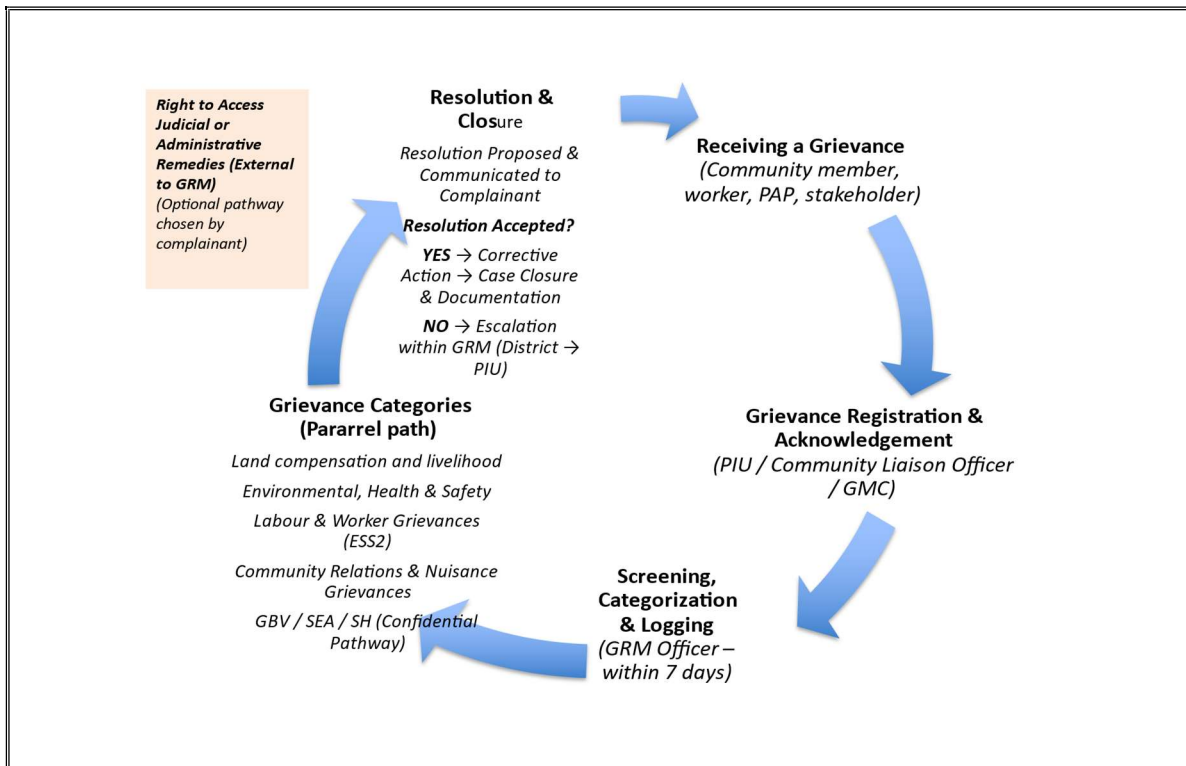 Right to Access
Judicial or
Administrative
Remedies (External
to GRM)
(Optional pathway
chosen by
complainant)
Resolution &
Closure
Resolution Proposed &
Communicated to
Complainant
Resolution Accepted?
YES → Corrective
Action → Case Closure
& Documentation
NO → Escalation
within GRM (District →
PIU)
Receiving a Grievance
(Community member,
worker, PAP, stakeholder)
Grievance Registration &
Acknowledgement
(PIU / Community Liaison Officer
/ GMC)
Screening,
Categorization
& Logging
(GRM Officer –
within 7 days)
Grievance Categories
(Pararrel path)
Land compensation and livelihood
Environmental, Health & Safety
Labour & Worker Grievances
(ESS2)
Community Relations & Nuisance
Grievances
GBV / SEA / SH (Confidential
Pathway)